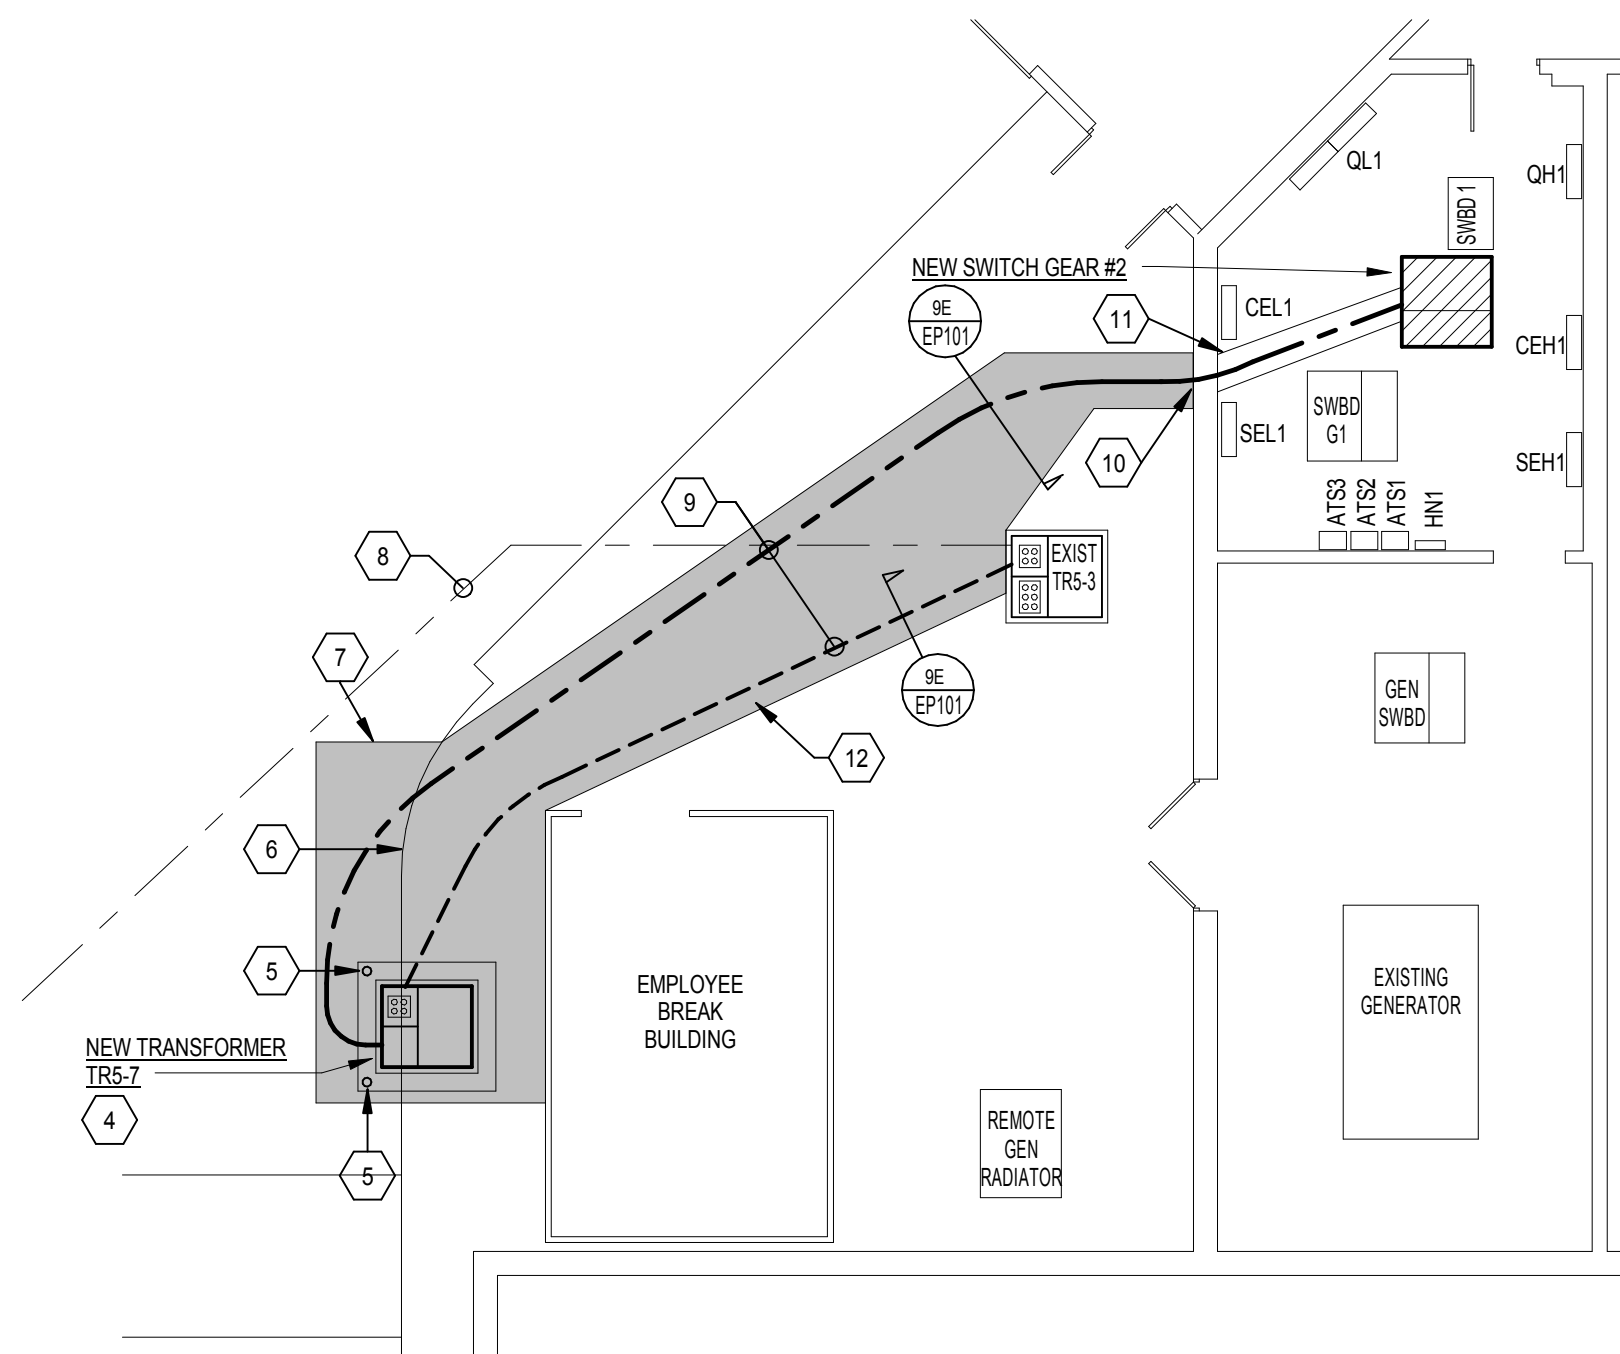 QL1
QH1
SWBD 1
NEW SWITCH GEAR #2
9E
EP101
11
CEL1
CEH1
SWBD
G1
SEL1
10
SEH1
9
ATS3
ATS2
ATS1
HN1
8
EXIST
TR5-3
7
9E
EP101
GEN
SWBD
12
6
5
EMPLOYEE
BREAK
BUILDING
EXISTING
GENERATOR
NEW TRANSFORMER
TR5-7
4
REMOTE
GEN
RADIATOR
5